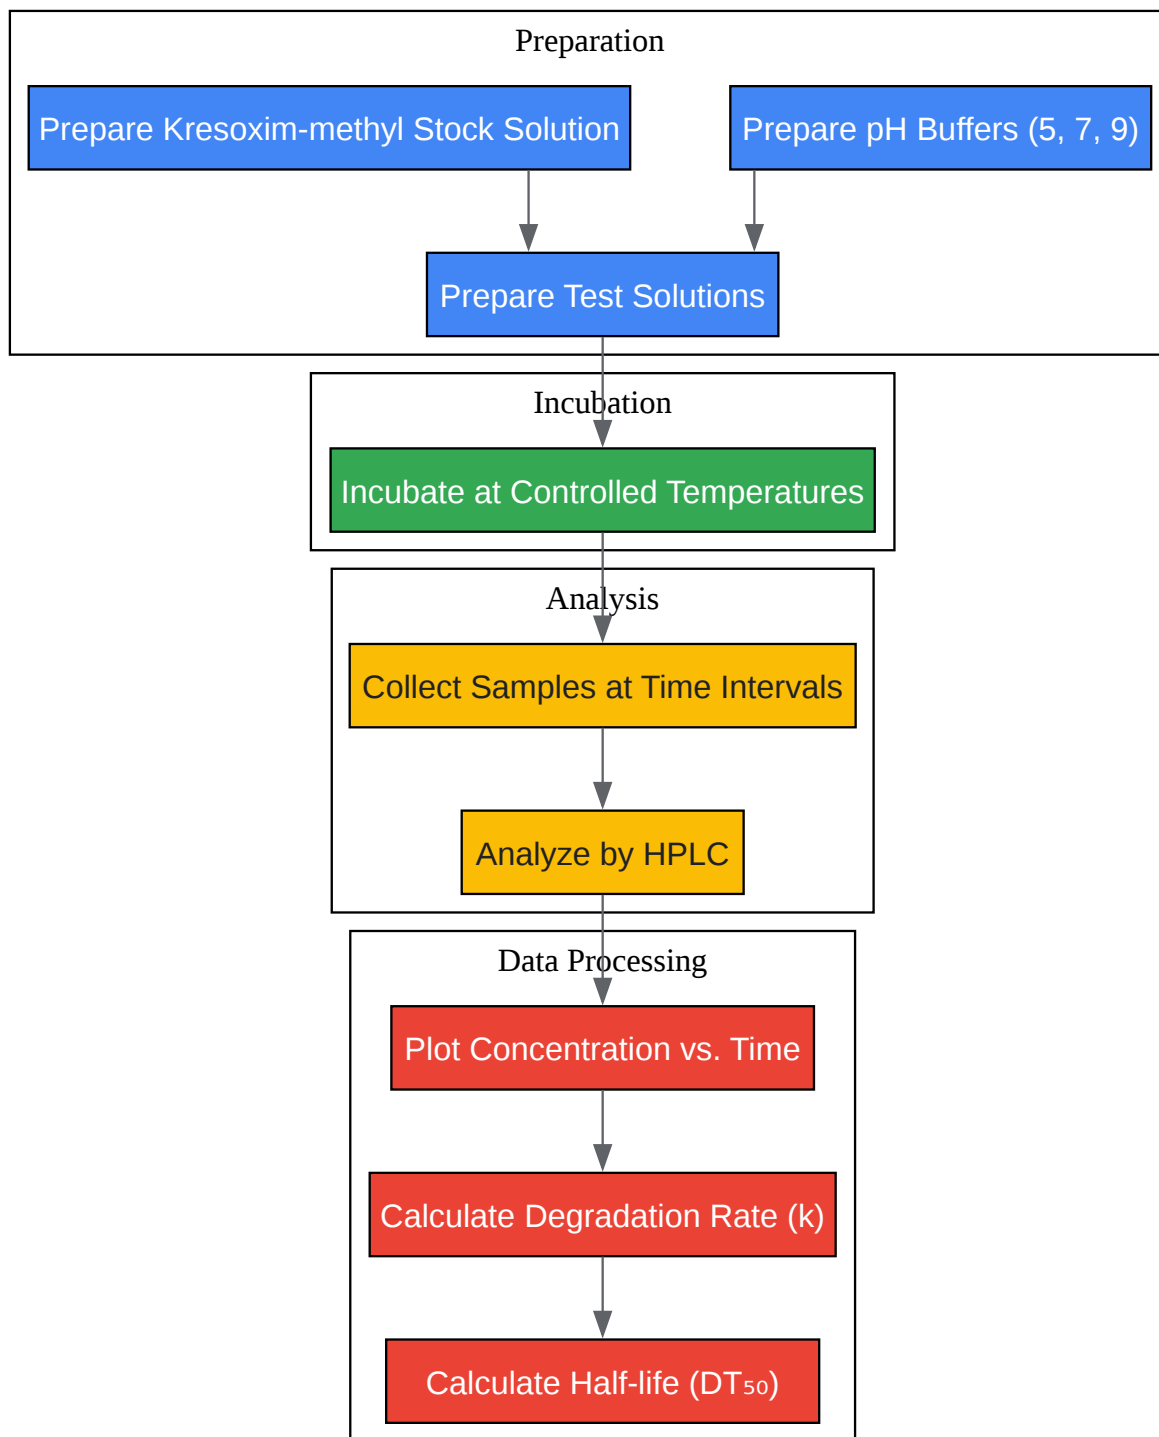 Preparation
Prepare Kresoxim-methyl Stock Solution
Prepare pH Buffers (5, 7, 9)
Prepare Test Solutions
Incubation
Incubate at Controlled Temperatures
Analysis
Collect Samples at Time Intervals
Analyze by HPLC
Data Processing
Plot Concentration vs. Time
Calculate Degradation Rate (k)
Calculate Half-life (DT₅₀)